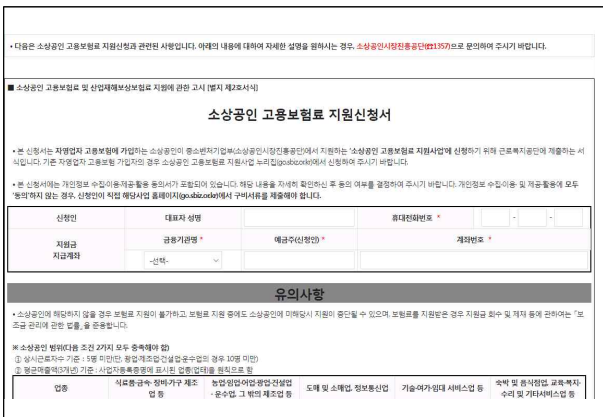 • 다음은 소상공인 고용보험료 지원신청과 관련된 사항입니다. 아래의 내용에 대하여 자세한 설명을 원하시는 경우, 소상공인시장진흥공단(☎1357)으로 문의하여 주시기 바랍니다.
■ 소상공인 고용보험료 및 산업재해보상보험료 지원에 관한 고시 [별지 제2호서식]
소상공인 고용보험료 지원신청서
• 본 신청서는 자영업자 고용보험에 가입하는 소상공인이 중소벤처기업부(소상공인시장진흥공단)에서 지원하는 '소상공인 고용보험료 지원사업'에 신청하기 위해 근로복지공단에 제출하는 서
식입니다. 기존 자영업자 고용보험 가입자의 경우 소상공인 고용보험료 지원사업 누리집(go.sbiz.or.kr)에서 신청하여 주시기 바랍니다.
• 본 신청서에는 개인정보 수집·이용·제공·활용 동의서가 포함되어 있습니다. 해당 내용을 자세히 확인하신 후 동의 여부를 결정하여 주시기 바랍니다. 개인정보 수집·이용 및 제공·활용에 모두
'동의'하지 않는 경우, 신청인이 직접 해당사업 홈페이지(go.sbiz.or.kr)에서 구비서류를 제출해야 합니다.
신청인 대표자 성명 휴대전화번호 * - -
지원금 지급계좌 금융기관명 * 예금주(신청인) * 계좌번호 *
-선택-
유의사항
• 소상공인에 해당하지 않을 경우 보험료 지원이 불가하고, 보험료 지원 중에도 소상공인에 미해당시 지원이 중단될 수 있으며, 보험료를 지원받은 경우 지원금 회수 및 제재 등에 관하여는 「보
조금 관리에 관한 법률」을 준용합니다.
※ 소상공인 범위(다음 조건 2가지 모두 충족해야 함)
① 상시근로자수 기준 : 5명 미만(단, 광업·제조업·건설업·운수업의 경우 10명 미만)
② 평균매출액(3개년) 기준 : 사업자등록증명에 표시된 업종(업태)을 원칙으로 함
업종 식료품·금속·장비·가구 제조업 등 농업·임업·어업·광업·건설업·운수업, 그 밖의 제조업 등 도매 및 소매업, 정보통신업 기술·여가·임대 서비스업 등 숙박 및 음식점업, 교육·복지·수리 및 기타서비스업 등